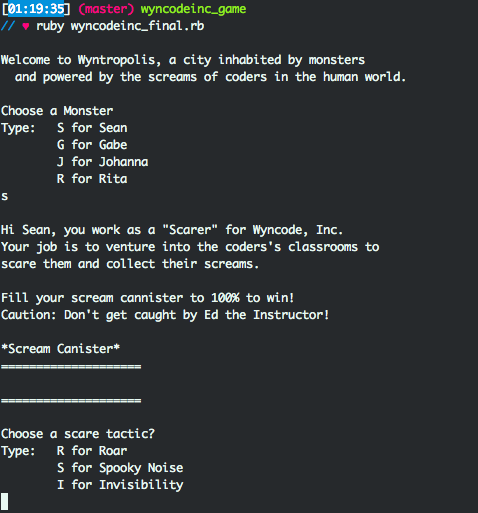 [01:19:35] (master) wyncodeinc_game
// ♥ ruby wyncodeinc_final.rb
Welcome to Wyntropolis, a city inhabited by monsters
and powered by the screams of coders in the human world.
Choose a Monster
Type: S for Sean
G for Gabe
J for Johanna
R for Rita
s
Hi Sean, you work as a "Scarer" for Wyncode, Inc.
Your job is to venture into the coders's classrooms to
scare them and collect their screams.
Fill your scream cannister to 100% to win!
Caution: Don't get caught by Ed the Instructor!
*Scream Canister*
====================
====================
Choose a scare tactic?
Type: R for Roar
S for Spooky Noise
I for Invisibility